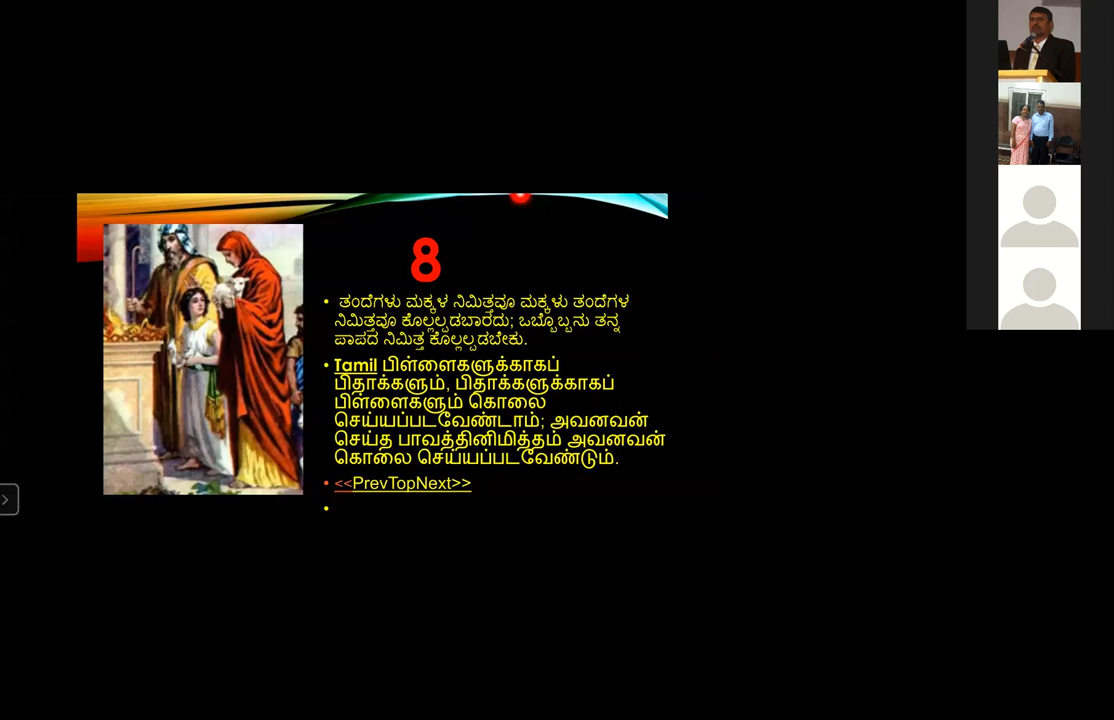 8
• ತಂದೆಗಳು ಮಕ್ಕಳ ನಿಮಿತ್ತವೂ ಮಕ್ಕಳು ತಂದೆಗಳ
ನಿಮಿತ್ತವೂ ಕೊಲ್ಲಲ್ಪಡಬಾರದು; ಒಬ್ಬೊಬ್ಬನು ತನ್ನ
ಪಾಪದ ನಿಮಿತ್ತ ಕೊಲ್ಲಲ್ಪಡಬೇಕು.
• Tamil பிள்ளைகளுக்காகப்
பிதாக்களும், பிதாக்களுக்காகப்
பிள்ளைகளும் கொலை
செய்யப்படவேண்டாம்; அவனவன்
செய்த பாவத்தினிமித்தம் அவனவன்
கொலை செய்யப்படவேண்டும்.
• <<PrevTopNext>>